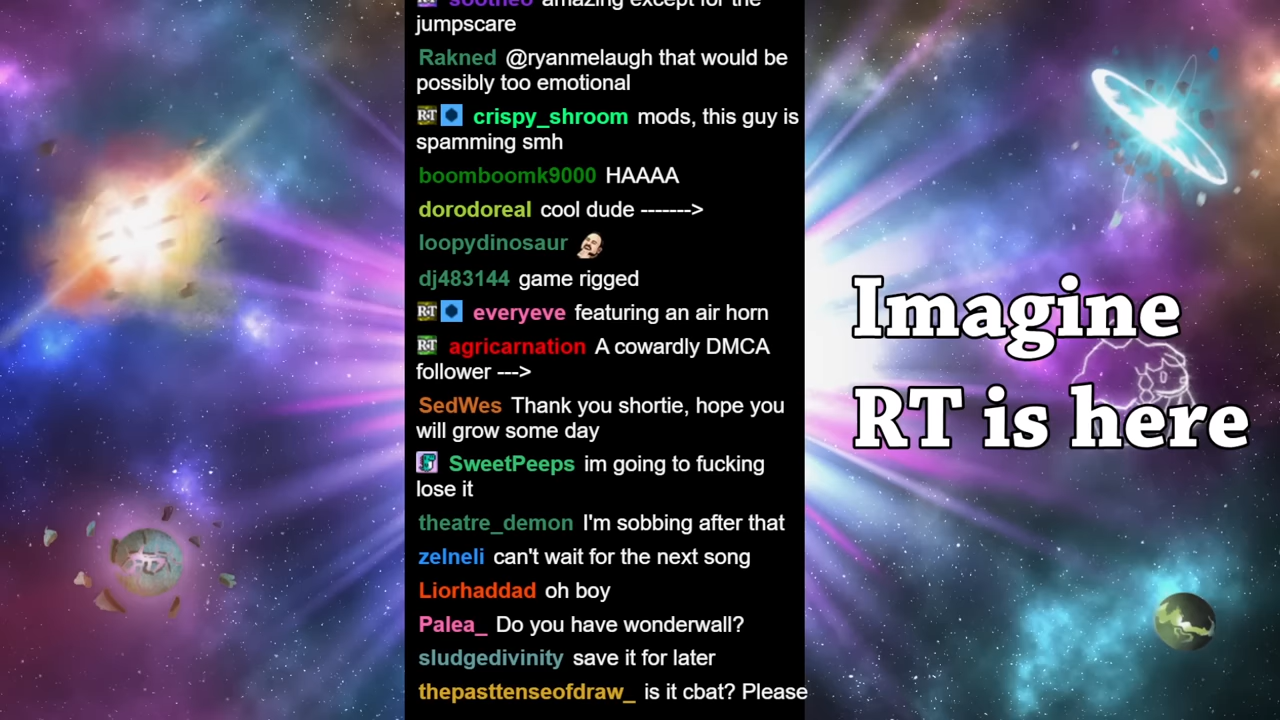 sootheo amazing except for the
jumpscare
Rakned @ryanmelaugh that would be
possibly too emotional
RT crispy_shroom mods, this guy is
spamming smh
boomboomk9000 HAAAA
dorodoreal cool dude ------->
loopydinosaur
dj483144 game rigged
RT everyeve featuring an air horn
RT agricarnation A cowardly DMCA
follower --->
SedWes Thank you shortie, hope you
will grow some day
SweetPeeps im going to fucking
lose it
theatre_demon I'm sobbing after that
zelneli can't wait for the next song
Liorhaddad oh boy
Palea_ Do you have wonderwall?
sludgedivinity save it for later
thepasttenseofdraw_ is it cbat? Please
Imagine
RT is here